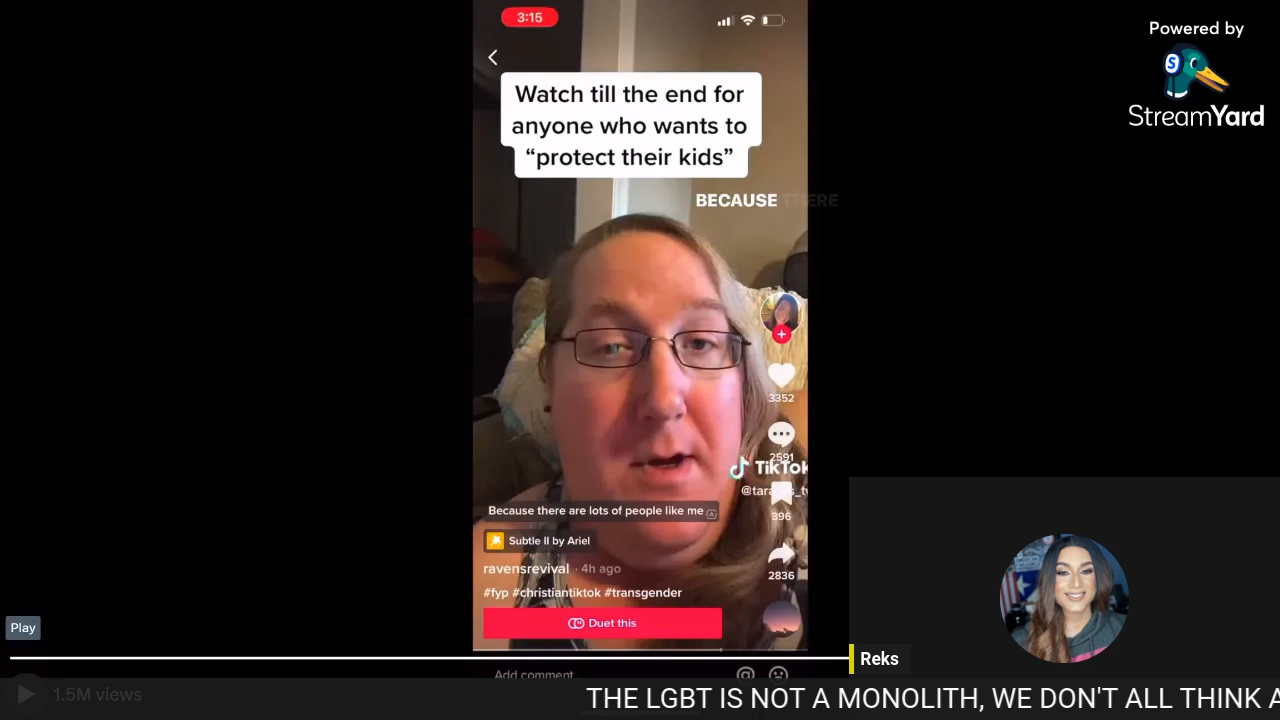 3:15
Powered by
StreamYard
Watch till the end for
anyone who wants to
“protect their kids”
BECAUSE THERE
3352
2591
TikTok
@tara
396
Because there are lots of people like me
Subtle II by Ariel
2836
ravensrevival · 4h ago
#fyp #christiantiktok #transgender
Duet this
Play
Reks
Add comment
1.5M views
THE LGBT IS NOT A MONOLITH, WE DON'T ALL THINK A